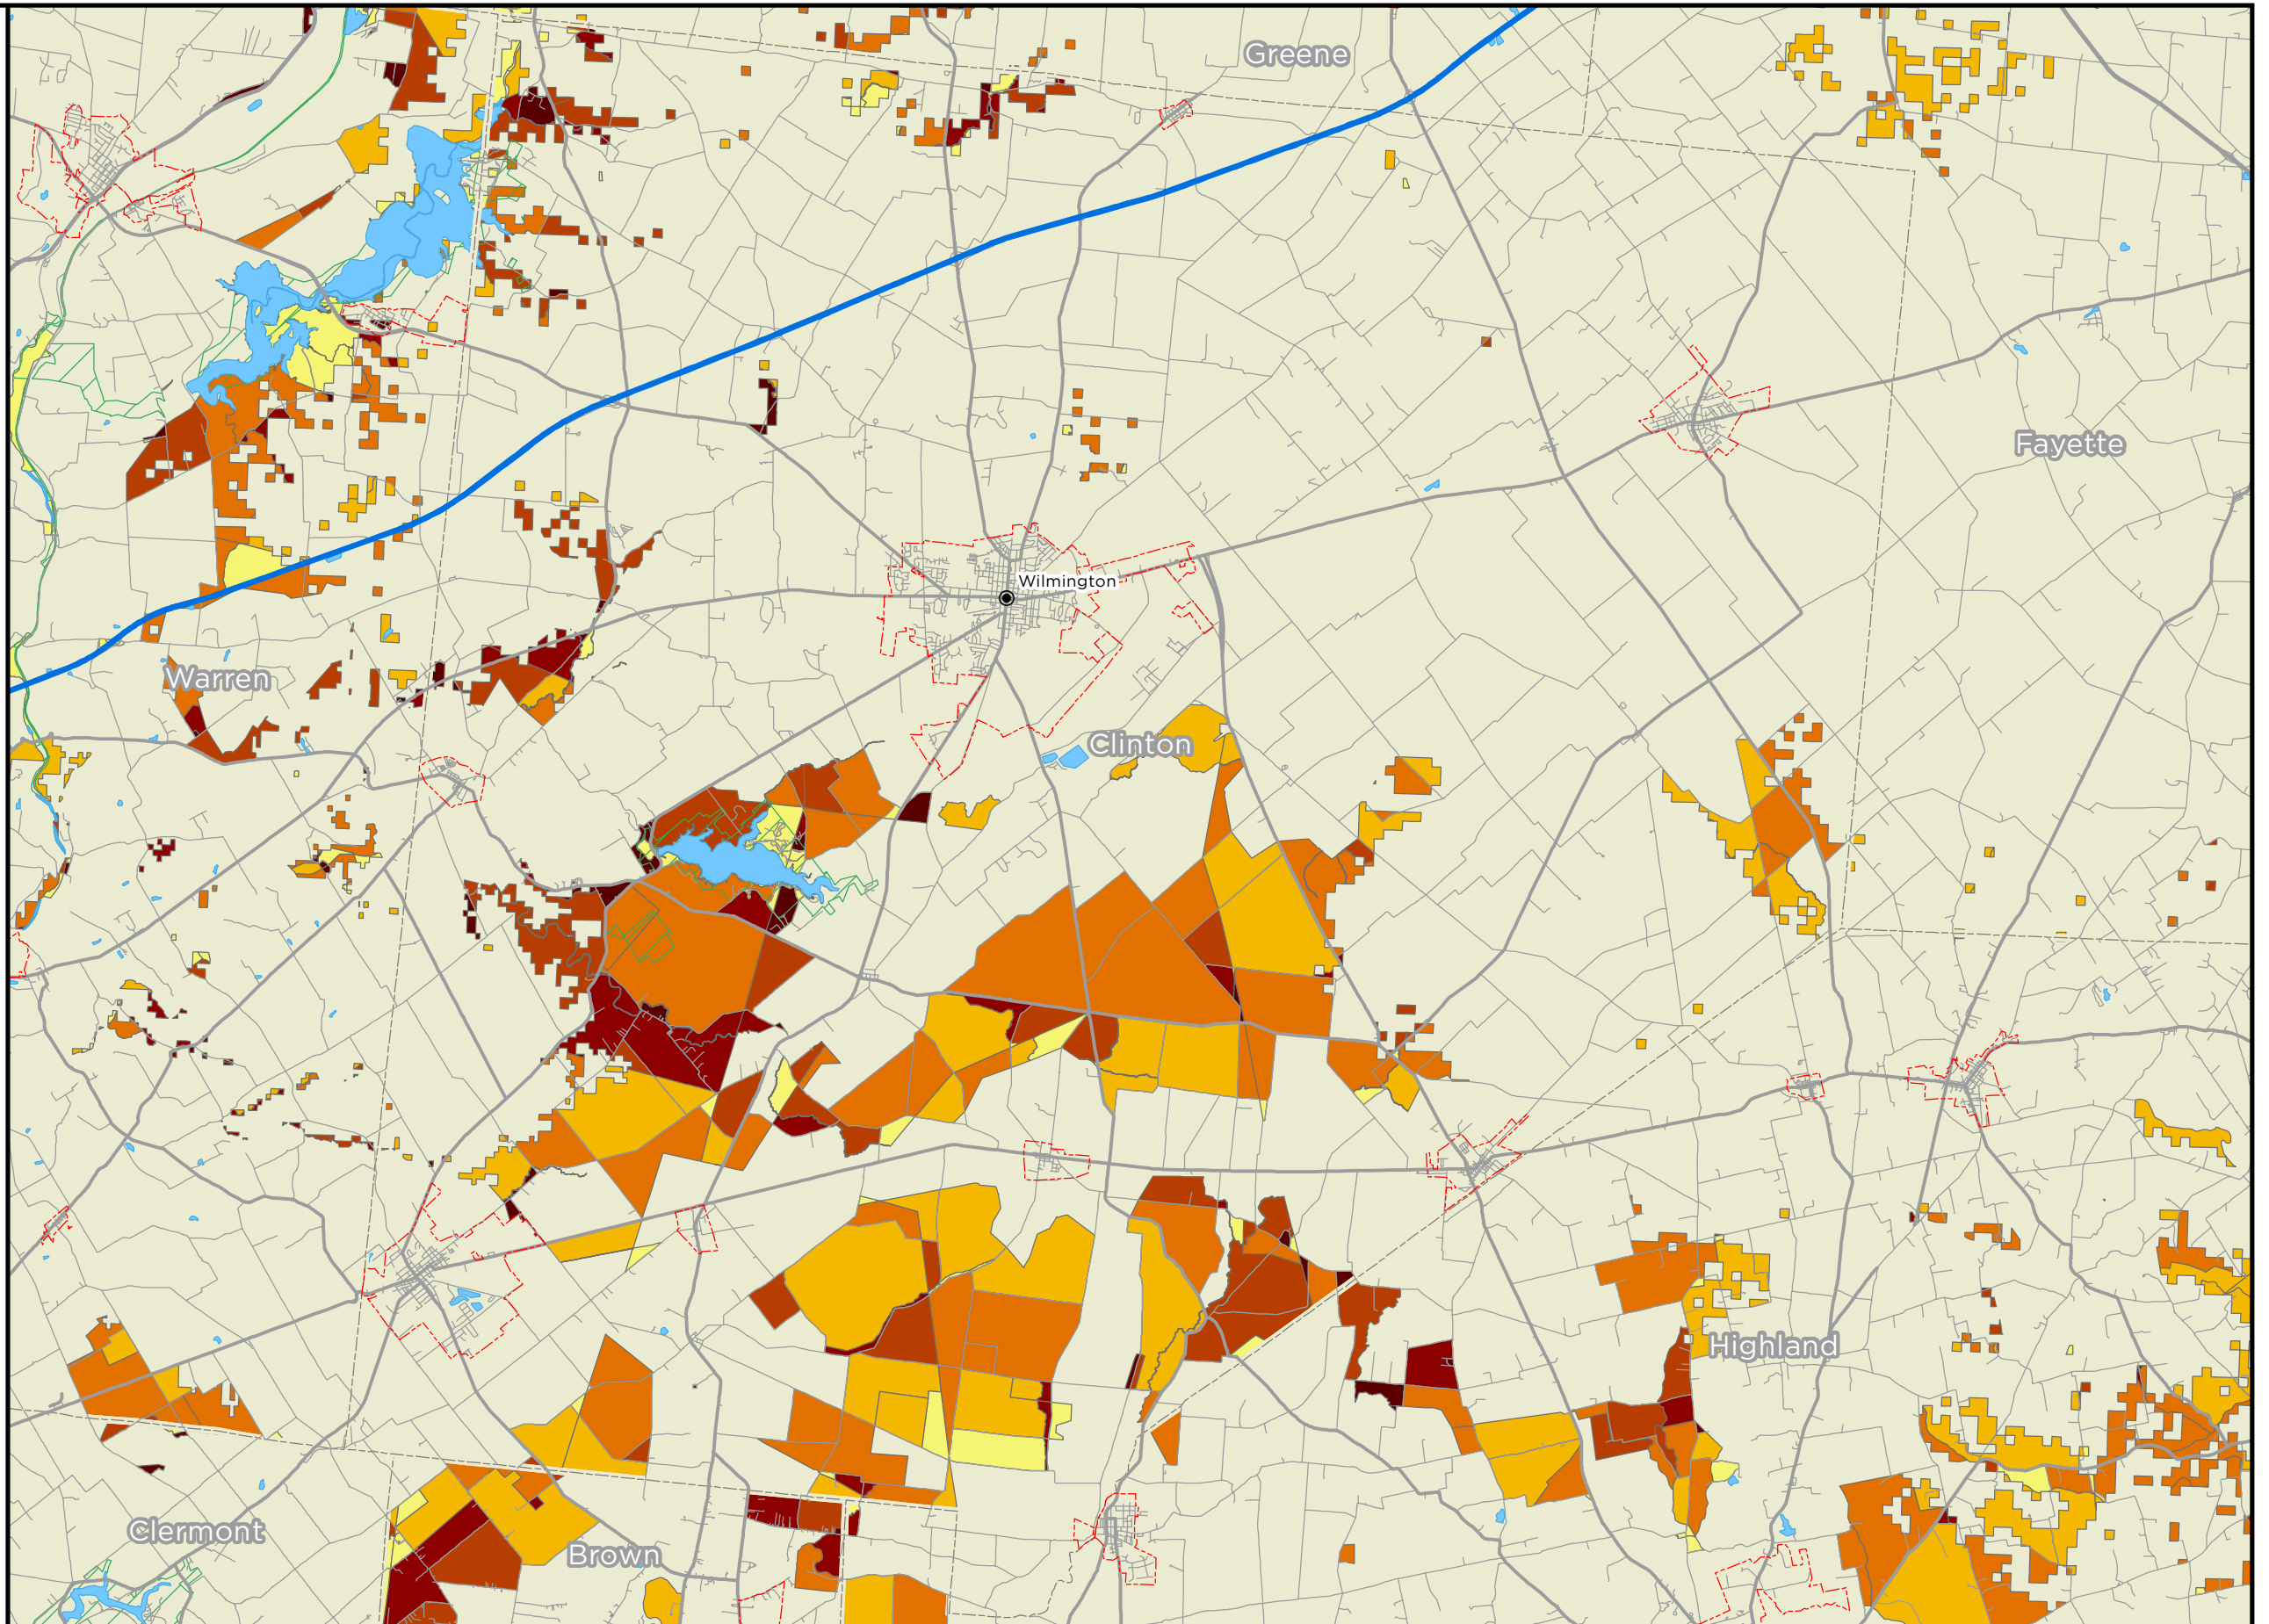 Greene
Fayette
Wilmington
Warren
Clinton
Highland
Clermont
Brown